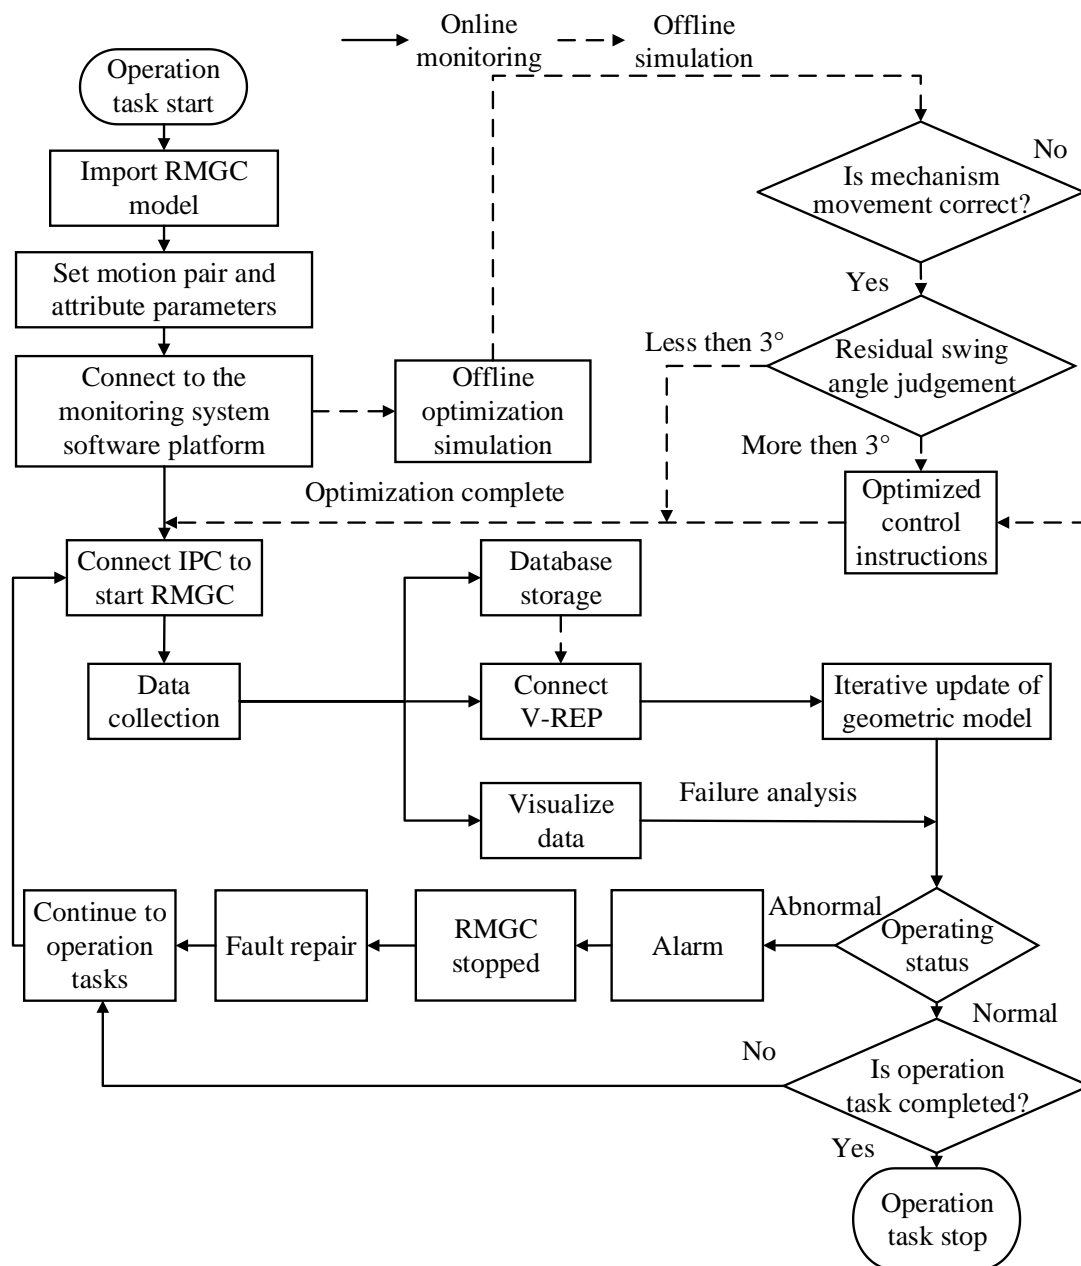 Online
monitoring
Offline
simulation
Operation
task start
Import RMGC
model
Set motion pair and
attribute parameters
Connect to the
monitoring system
software platform
Offline
optimization
simulation
Is mechanism
movement correct?
No
Yes
Less then 3°
Residual swing
angle judgement
More then 3°
Optimized
control
instructions
Optimization complete
Connect IPC to
start RMGC
Data
collection
Database
storage
Connect
V-REP
Iterative update of
geometric model
Visualize
data
Failure analysis
Continue to
operation
tasks
Fault repair
RMGC
stopped
Alarm
Abnormal
Operating
status
Normal
No
Is operation
task completed?
Yes
Operation
task stop